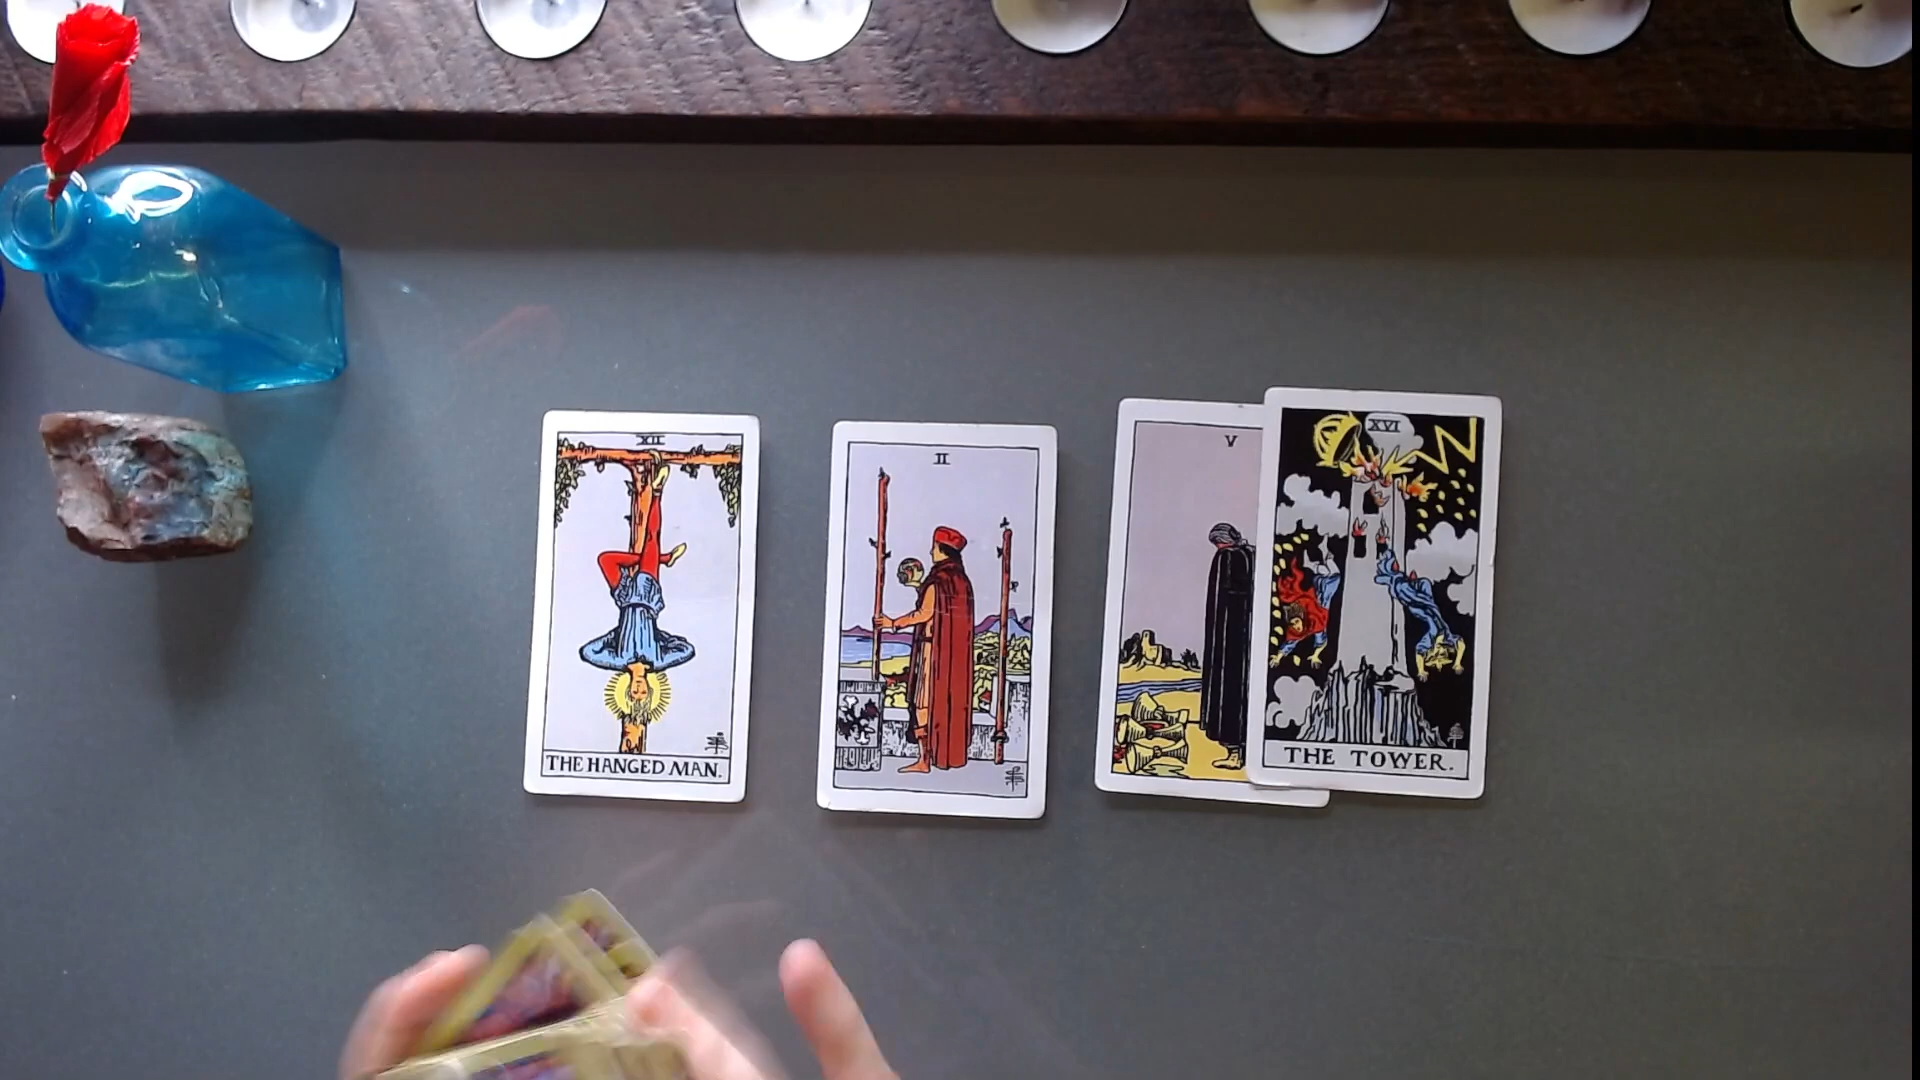 XII
THE HANGED MAN.
II
V
XVI
THE TOWER.